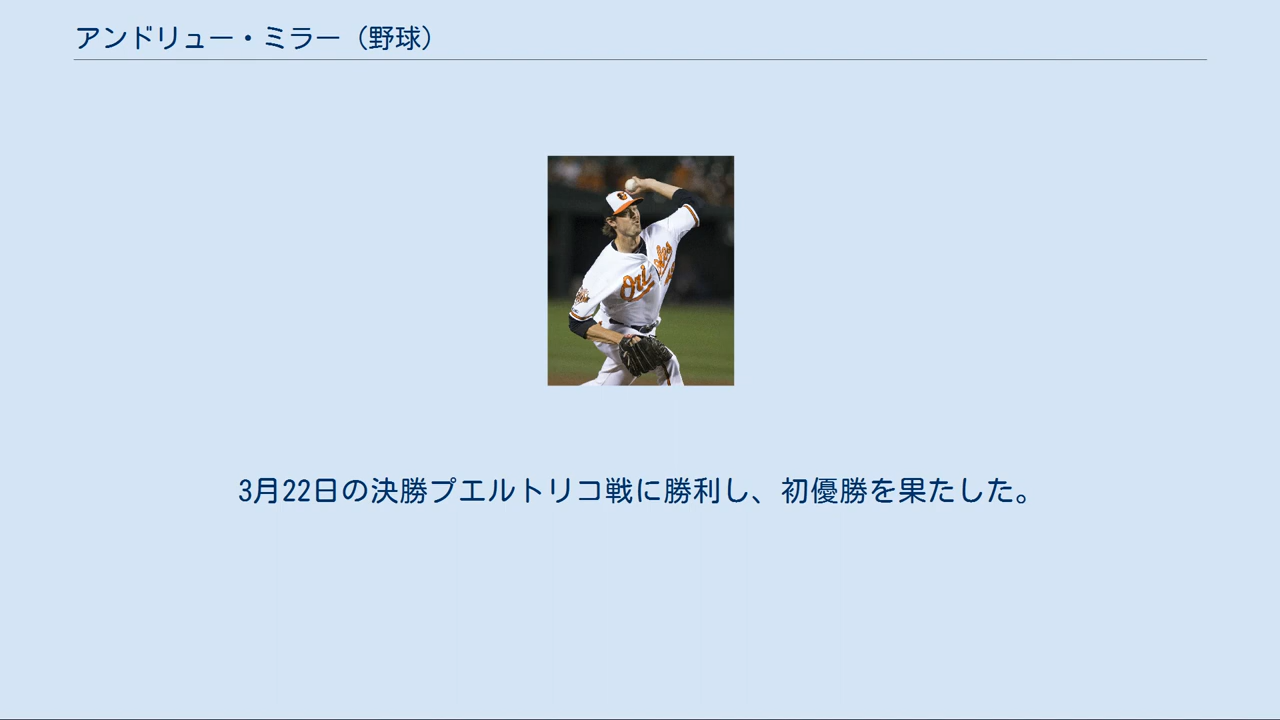 アンドリュー・ミラー（野球）
Orioles
3月22日の決勝プエルトリコ戦に勝利し、初優勝を果たした。